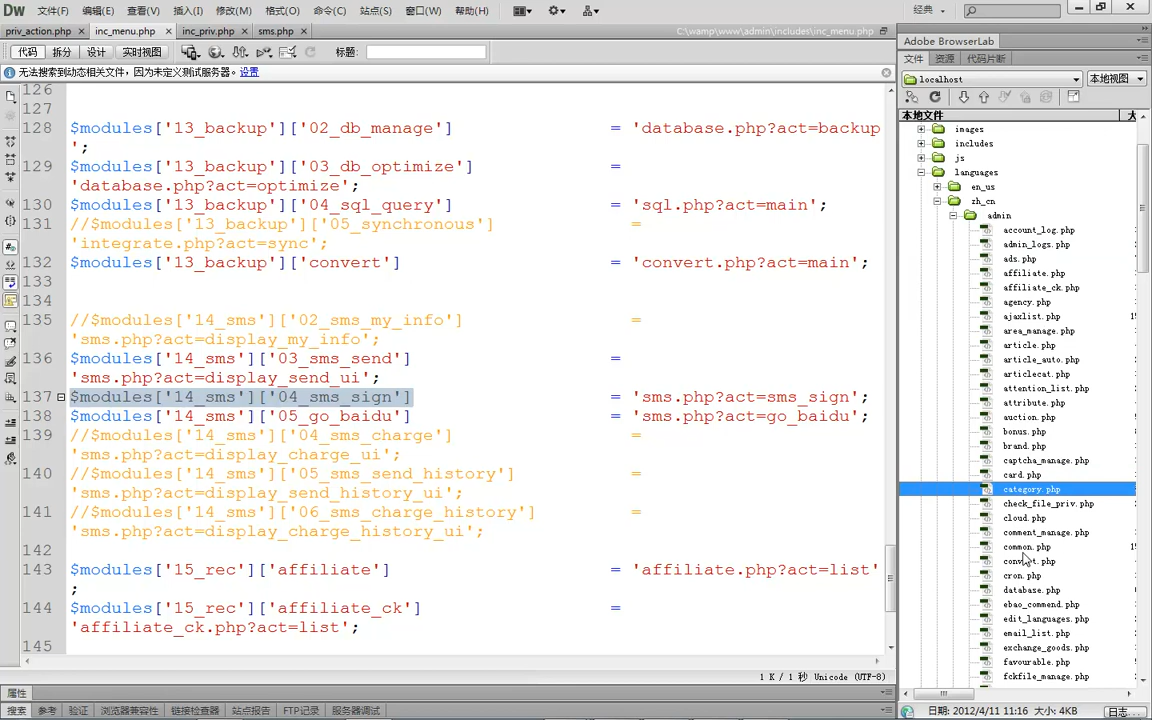 Dw 文件(F) 编辑(E) 查看(V) 插入(I) 修改(M) 格式(O) 命令(C) 站点(S) 窗口(W) 帮助(H) 经典
priv_action.php × inc_menu.php × inc_priv.php × sms.php × C:\wamp\www\admin\includes\inc_menu.php
代码 拆分 设计 实时视图 标题:
无法搜索到动态相关文件，因为未定义测试服务器。 设置
126
127
128 $modules['13_backup']['02_db_manage'] = 'database.php?act=backup
';
129 $modules['13_backup']['03_db_optimize'] =
'database.php?act=optimize';
130 $modules['13_backup']['04_sql_query'] = 'sql.php?act=main';
131 //$modules['13_backup']['05_synchronous'] =
'integrate.php?act=sync';
132 $modules['13_backup']['convert'] = 'convert.php?act=main';
133
134
135 //$modules['14_sms']['02_sms_my_info'] =
'sms.php?act=display_my_info';
136 $modules['14_sms']['03_sms_send'] =
'sms.php?act=display_send_ui';
137 $modules['14_sms']['04_sms_sign'] = 'sms.php?act=sms_sign';
138 $modules['14_sms']['05_go_baidu'] = 'sms.php?act=go_baidu';
139 //$modules['14_sms']['04_sms_charge'] =
'sms.php?act=display_charge_ui';
140 //$modules['14_sms']['05_sms_send_history'] =
'sms.php?act=display_send_history_ui';
141 //$modules['14_sms']['06_sms_charge_history'] =
'sms.php?act=display_charge_history_ui';
142
143 $modules['15_rec']['affiliate'] = 'affiliate.php?act=list'
;
144 $modules['15_rec']['affiliate_ck'] =
'affiliate_ck.php?act=list';
145
1 K / 1 秒 Unicode (UTF-8)
属性
搜索 参考 验证 浏览器兼容性 链接检查器 站点报告 FTP记录 服务器调试
Adobe BrowserLab
文件 资源 代码片断
localhost 本地视图
本地文件 大
images
includes
js
languages
en_us
zh_cn
admin
account_log.php
admin_logs.php
ads.php
affiliate.php
affiliate_ck.php
agency.php
ajaxlist.php
area_manage.php
article.php
article_auto.php
articlecat.php
attention_list.php
attribute.php
auction.php
bonus.php
brand.php
captcha_manage.php
card.php
category.php
check_file_priv.php
cloud.php
comment_manage.php
common.php
convert.php
cron.php
database.php
ebao_commend.php
edit_languages.php
email_list.php
exchange_goods.php
favourable.php
fckfile_manage.php
日期: 2012/4/11 11:16 大小: 4KB 日志...